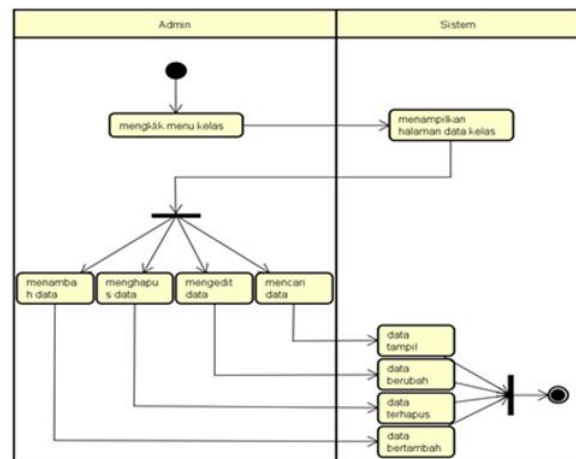 Admin
Sistem
mengklik menu kelas
menampilkan
halaman data kelas
menamba
h data
menghapu
s data
mengedit
data
mencari
data
data
tampil
data
berubah
data
terhapus
data
bertambah